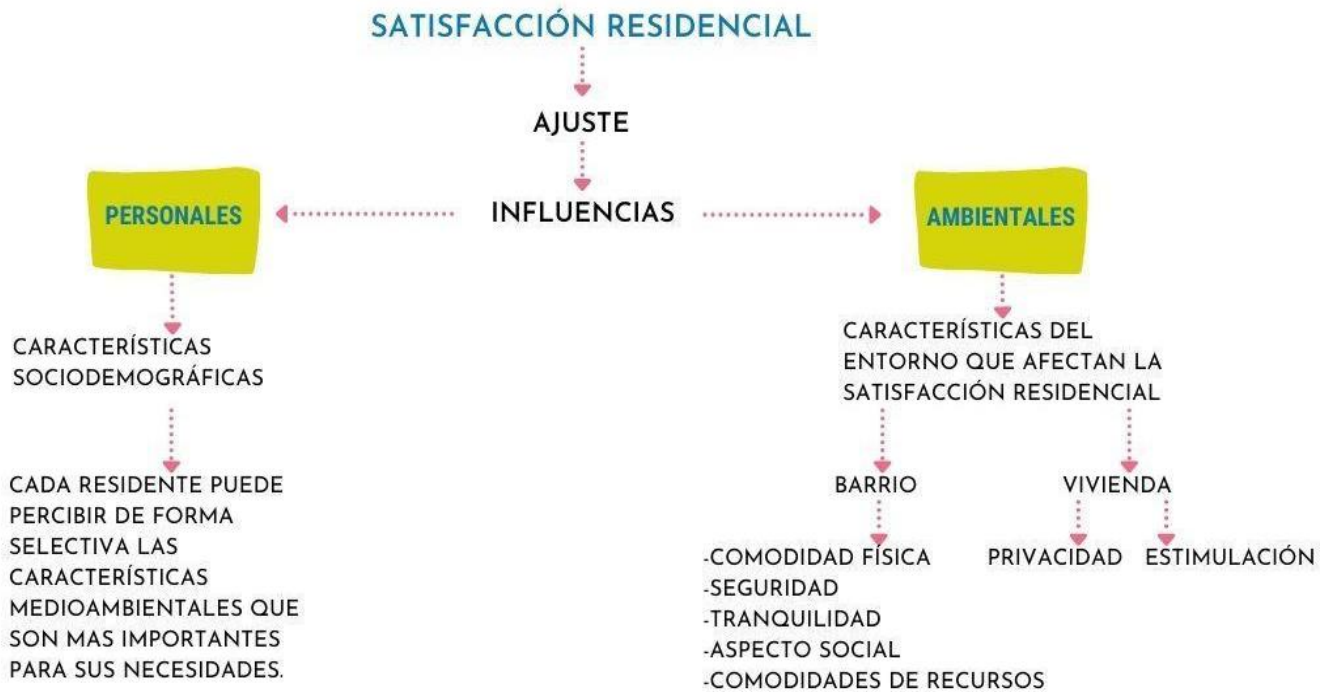 SATISFACCIÓN RESIDENCIAL
AJUSTE
INFLUENCIAS
PERSONALES
CARACTERÍSTICAS
SOCIODEMOGRÁFICAS
CADA RESIDENTE PUEDE
PERCIBIR DE FORMA
SELECTIVA LAS
CARACTERÍSTICAS
MEDIOAMBIENTALES QUE
SON MAS IMPORTANTES
PARA SUS NECESIDADES.
AMBIENTALES
CARACTERÍSTICAS DEL
ENTORNO QUE AFECTAN LA
SATISFACCIÓN RESIDENCIAL
BARRIO
-COMODIDAD FÍSICA
-SEGURIDAD
-TRANQUILIDAD
-ASPECTO SOCIAL
-COMODIDADES DE RECURSOS
VIVIENDA
PRIVACIDAD
ESTIMULACIÓN